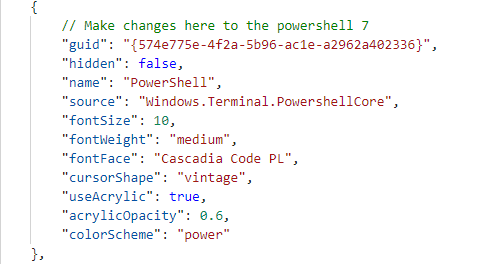 {
// Make changes here to the powershell 7
"guid": "{574e775e-4f2a-5b96-ac1e-a2962a402336}",
"hidden": false,
"name": "PowerShell",
"source": "Windows.Terminal.PowershellCore",
"fontSize": 10,
"fontWeight": "medium",
"fontFace": "Cascadia Code PL",
"cursorShape": "vintage",
"useAcrylic": true,
"acrylicOpacity": 0.6,
"colorScheme": "power"
},